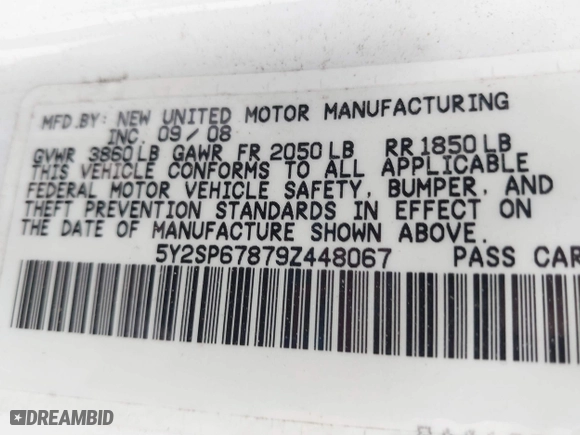 MFD.BY: NEW UNITED MOTOR MANUFACTURING
INC. 09/08
GVWR 3860LB GAWR FR 2050LB RR 1850LB
THIS VEHICLE CONFORMS TO ALL APPLICABLE
FEDERAL MOTOR VEHICLE SAFETY, BUMPER, AND
THEFT PREVENTION STANDARDS IN EFFECT ON
THE DATE OF MANUFACTURE SHOWN ABOVE.
5Y2SP67879Z448067 PASS CAR
DREAMBID